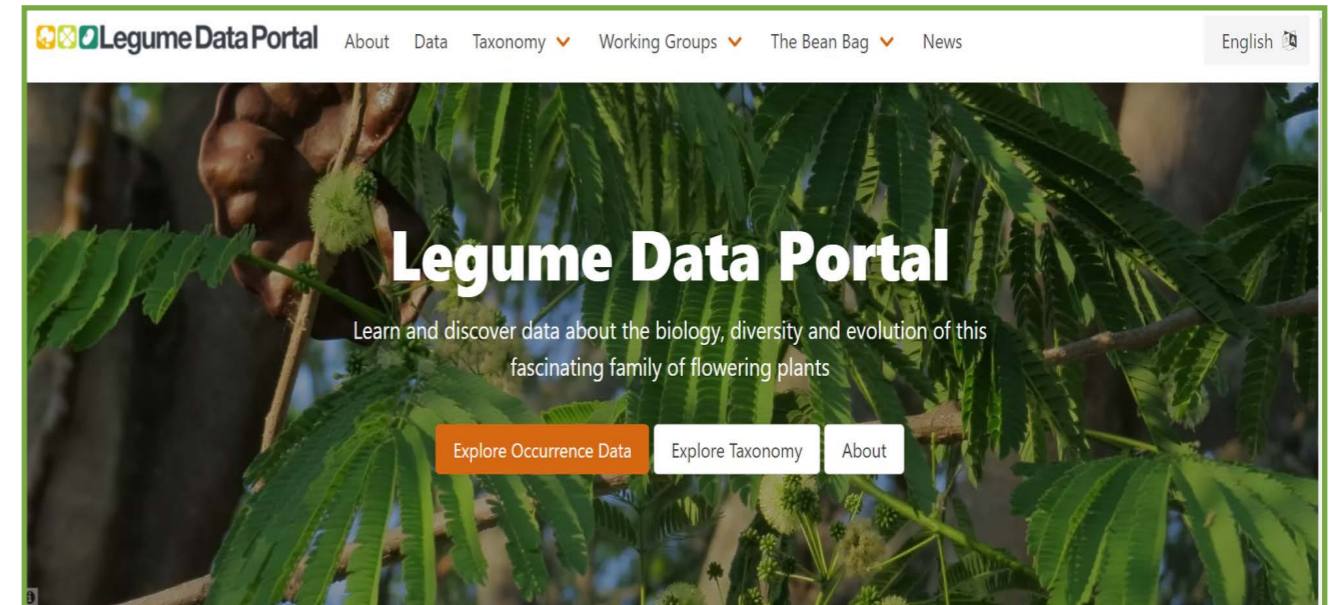 Legume Data Portal About Data Taxonomy Working Groups The Bean Bag News English
Legume Data Portal
Learn and discover data about the biology, diversity and evolution of this
fascinating family of flowering plants
Explore Occurrence Data Explore Taxonomy About